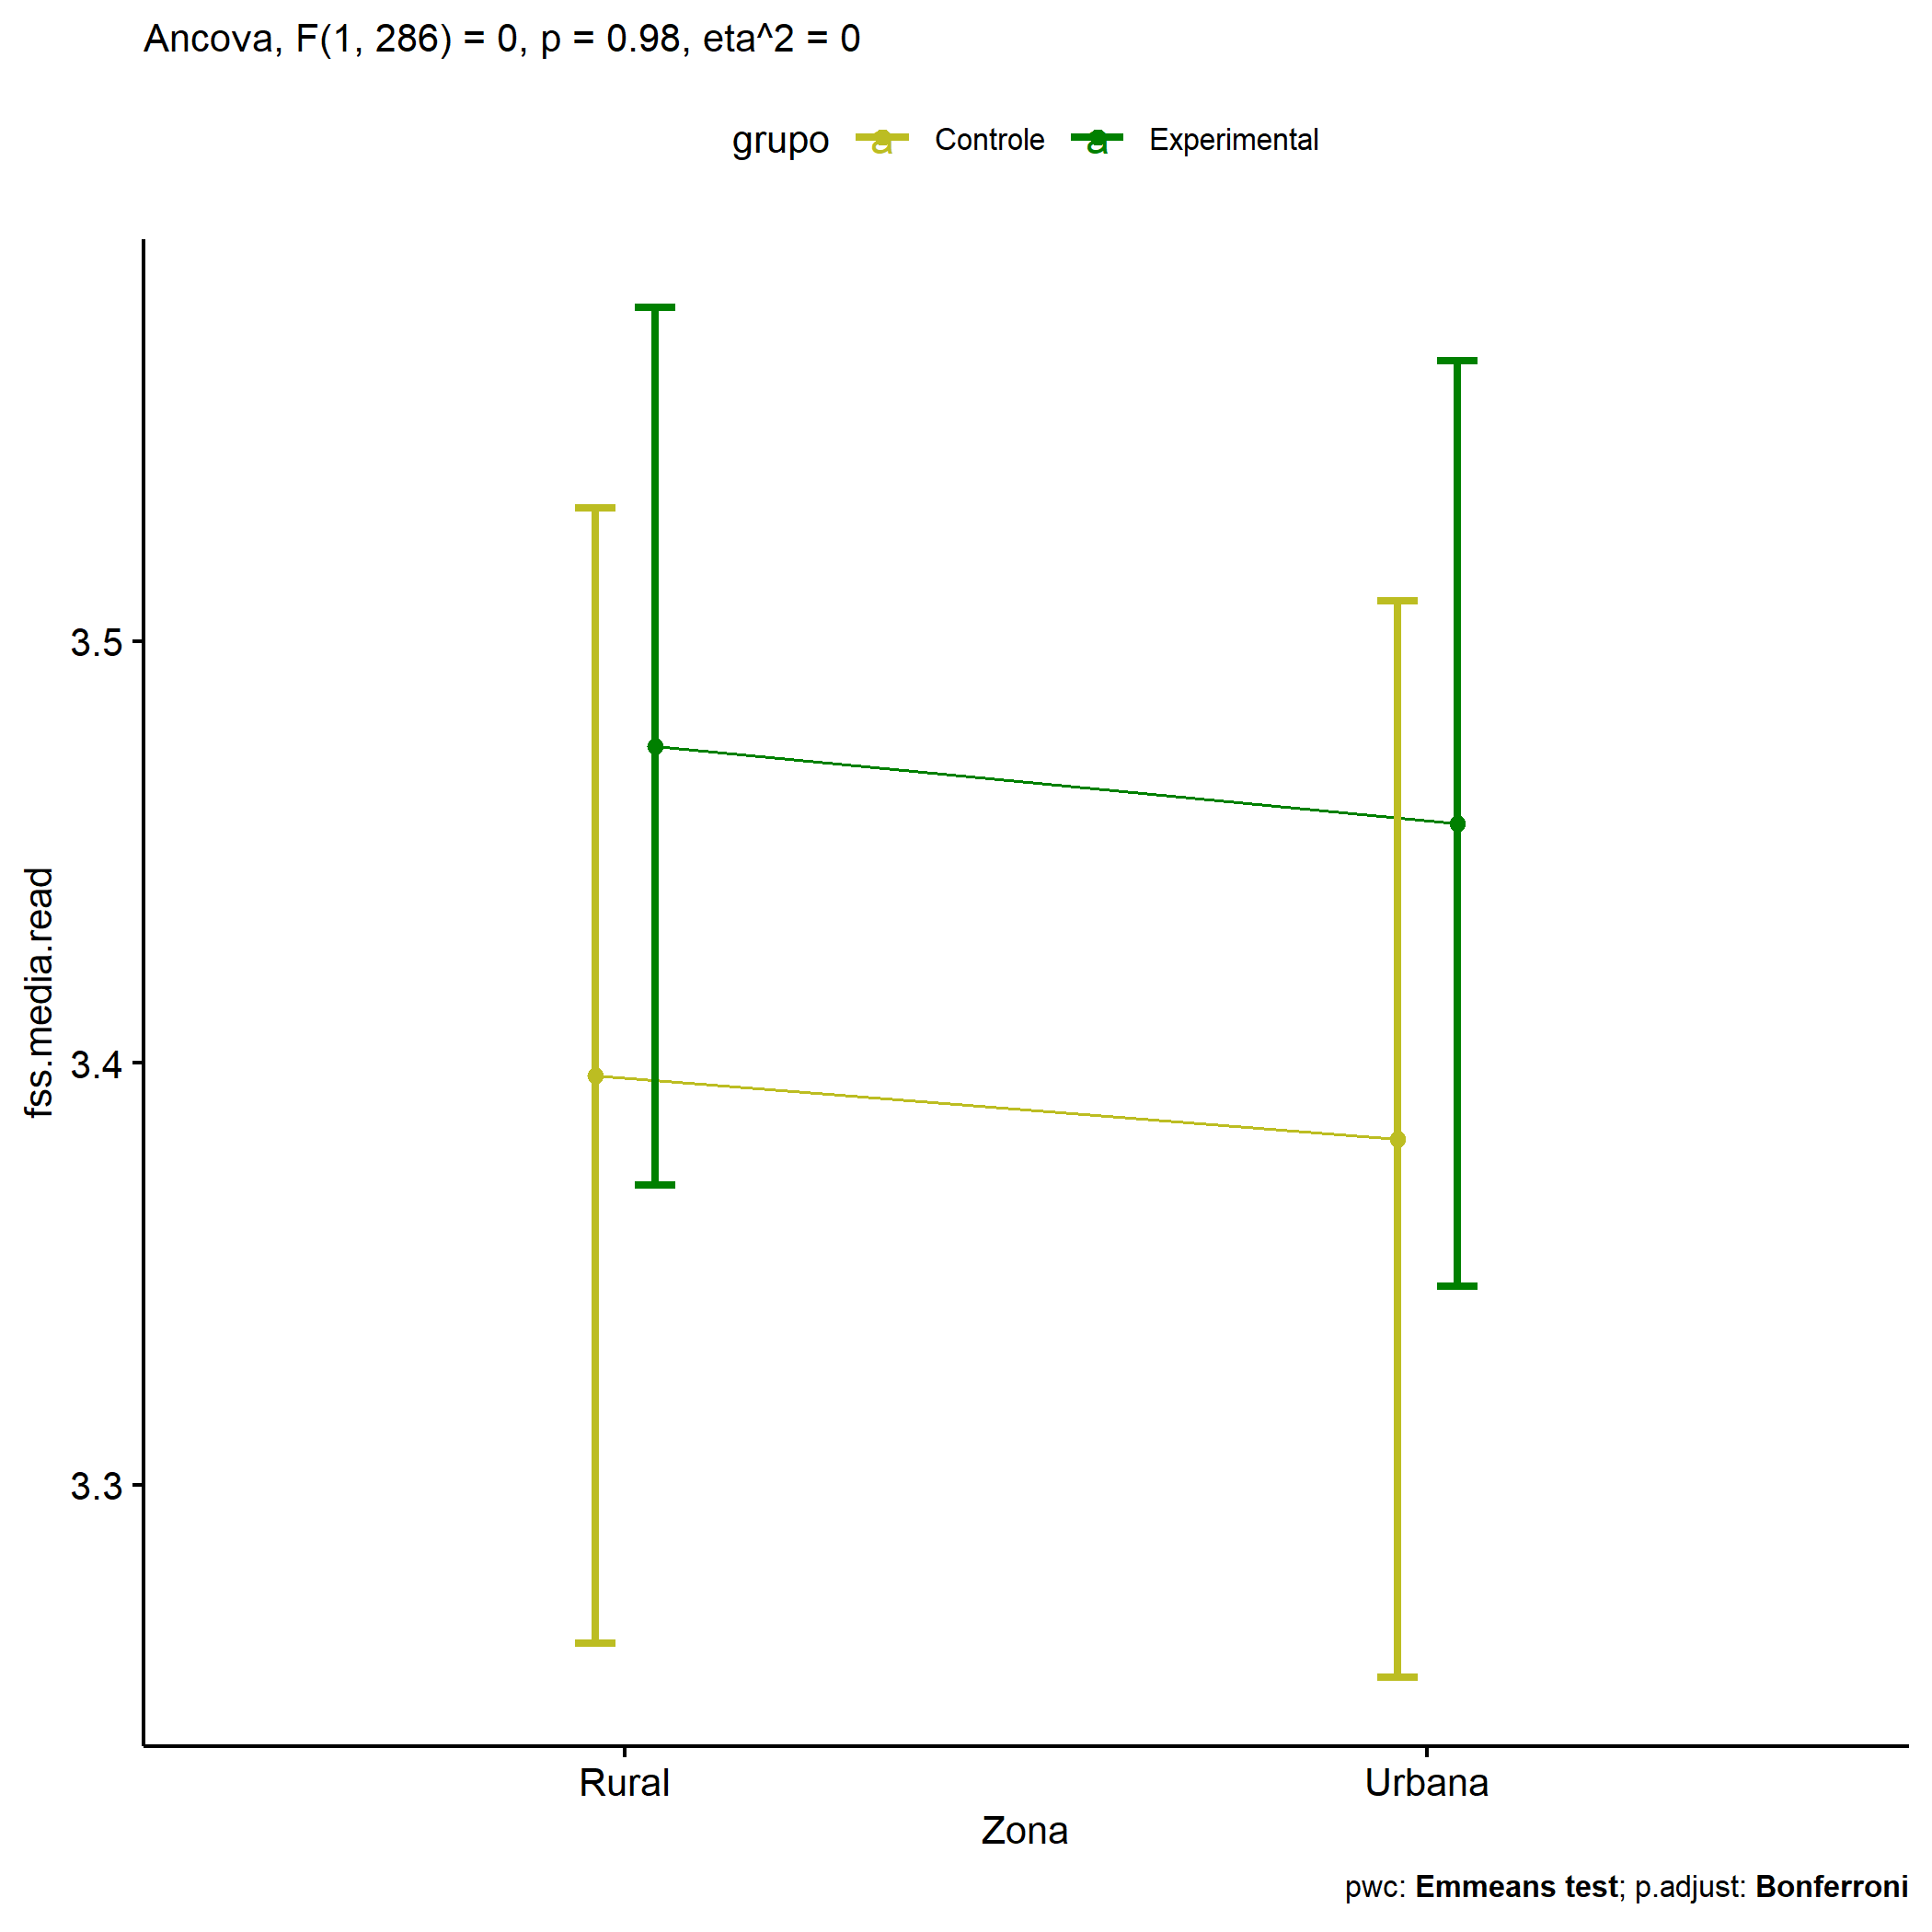 Ancova, F(1, 286) = 0, p = 0.98, eta^2 = 0
grupo a Controle a Experimental
fss.media.read
3.5
3.4
3.3
Rural Urbana
Zona
pwc: Emmeans test; p.adjust: Bonferroni